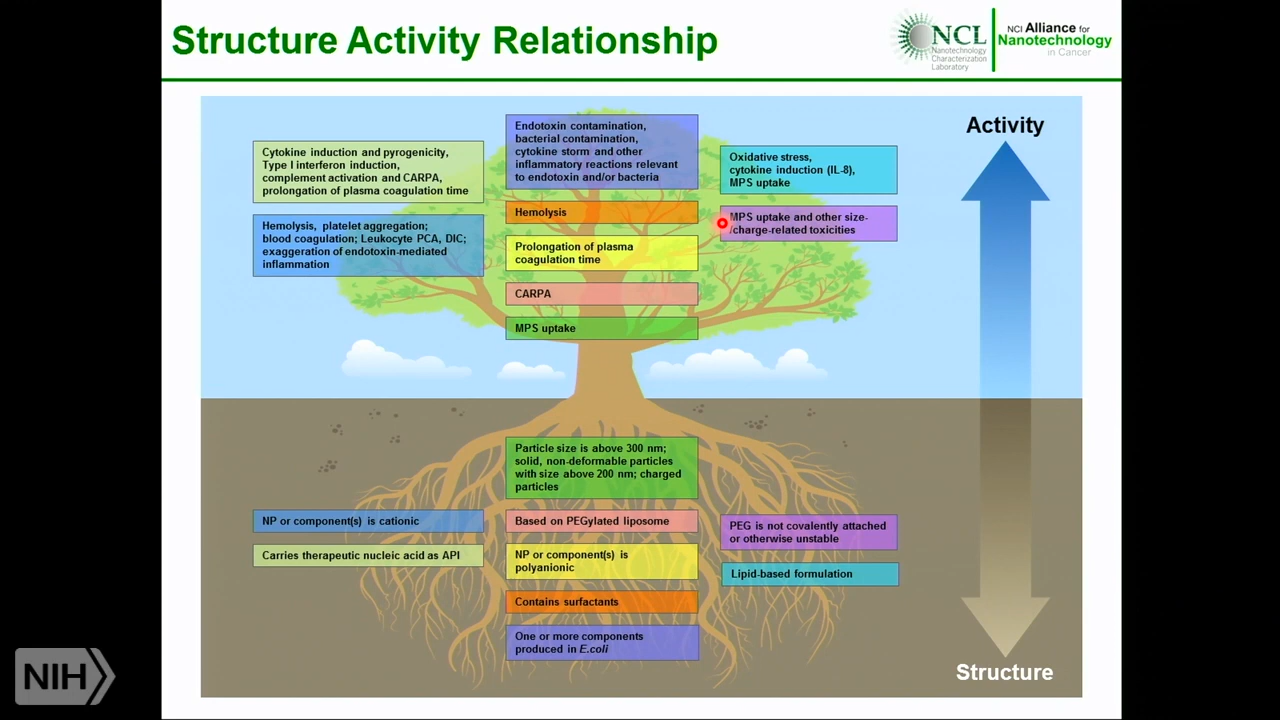 Structure Activity Relationship
NCL
Nanotechnology
Characterization
Laboratory
NCI Alliance for
Nanotechnology
in Cancer
Activity
Cytokine induction and pyrogenicity,
Type I interferon induction,
complement activation and CARPA,
prolongation of plasma coagulation time
Hemolysis, platelet aggregation;
blood coagulation; Leukocyte PCA, DIC;
exaggeration of endotoxin-mediated
inflammation
Endotoxin contamination,
bacterial contamination,
cytokine storm and other
inflammatory reactions relevant
to endotoxin and/or bacteria
Hemolysis
Prolongation of plasma
coagulation time
CARPA
MPS uptake
Oxidative stress,
cytokine induction (IL-8),
MPS uptake
MPS uptake and other size-
/charge-related toxicities
NP or component(s) is cationic
Carries therapeutic nucleic acid as API
Particle size is above 300 nm;
solid, non-deformable particles
with size above 200 nm; charged
particles
Based on PEGylated liposome
NP or component(s) is
polyanionic
Contains surfactants
One or more components
produced in E.coli
PEG is not covalently attached
or otherwise unstable
Lipid-based formulation
Structure
NIH